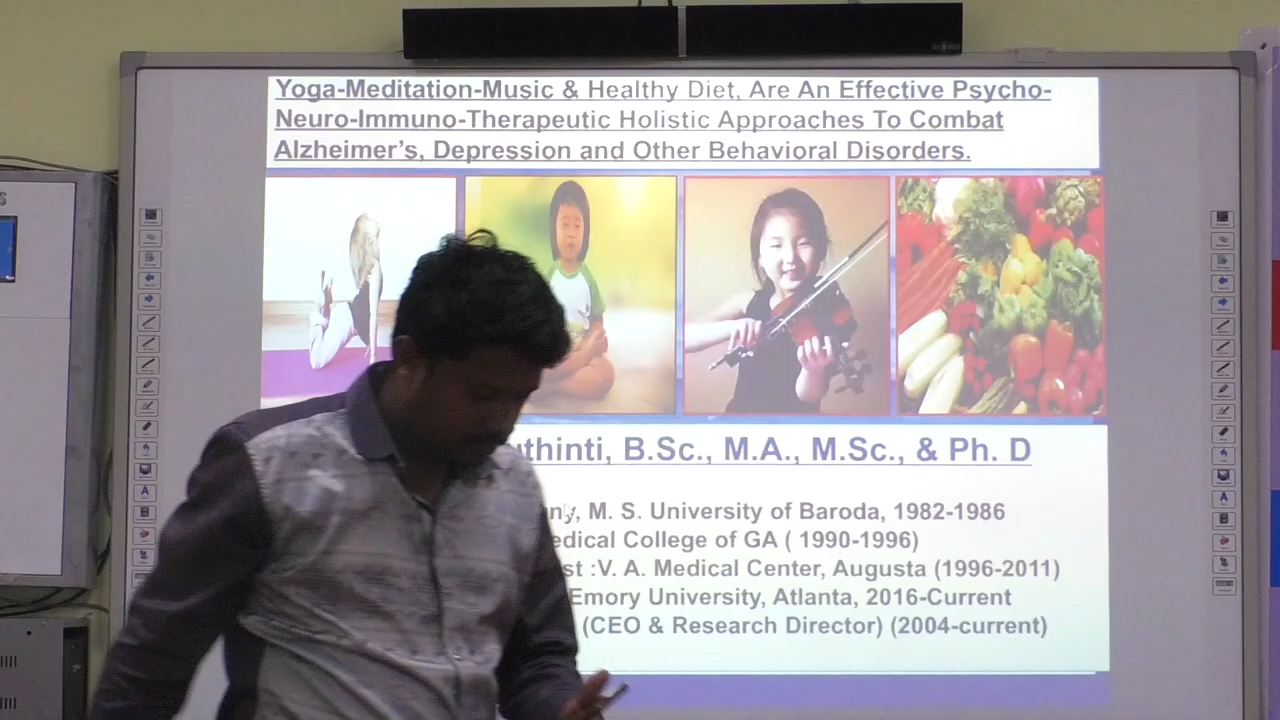 Yoga-Meditation-Music & Healthy Diet, Are An Effective Psycho-
Neuro-Immuno-Therapeutic Holistic Approaches To Combat
Alzheimer's, Depression and Other Behavioral Disorders.
uthinti, B.Sc., M.A., M.Sc., & Ph. D
ny, M. S. University of Baroda, 1982-1986
edical College of GA ( 1990-1996)
st :V. A. Medical Center, Augusta (1996-2011)
Emory University, Atlanta, 2016-Current
(CEO & Research Director) (2004-current)